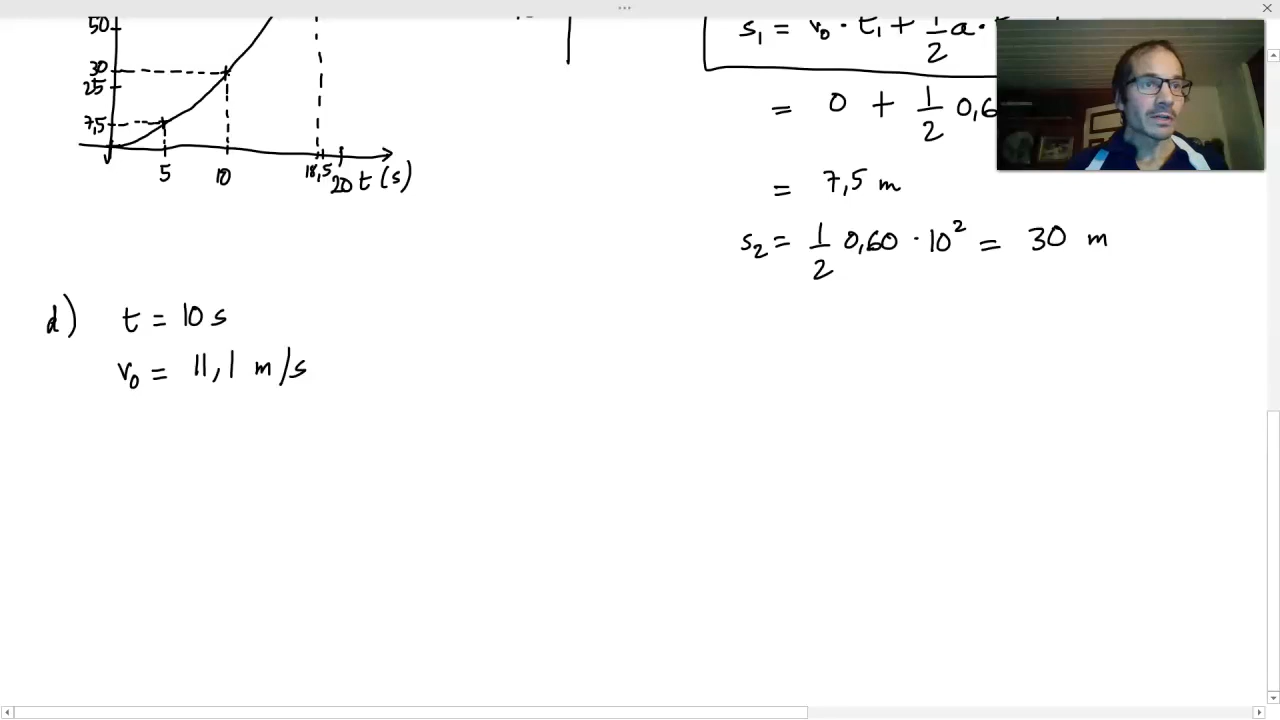 50
30
25
7,5
5
10
18,5
20
t (s)
s₁ = v₀ · t₁ + 1/2 a ·
= 0 + 1/2 0,6
= 7,5 m
s₂ = 1/2 0,60 · 10² = 30 m
d) t = 10 s
v₀ = 11,1 m/s